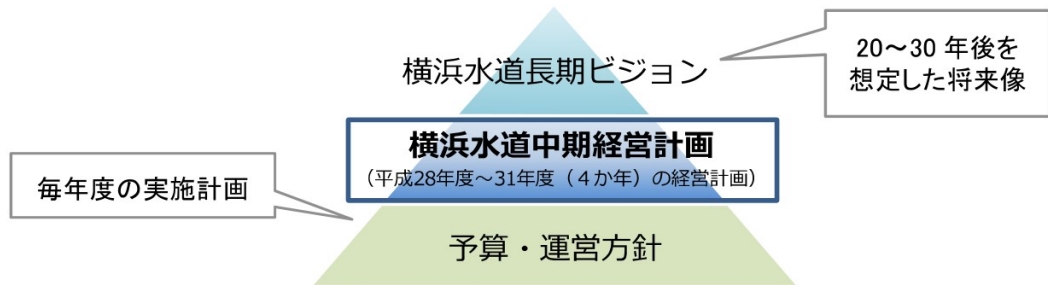 横浜水道長期ビジョン
20～30 年後を
想定した将来像
横浜水道中期経営計画
（平成28年度～31年度（４か年）の経営計画）
毎年度の実施計画
予算・運営方針